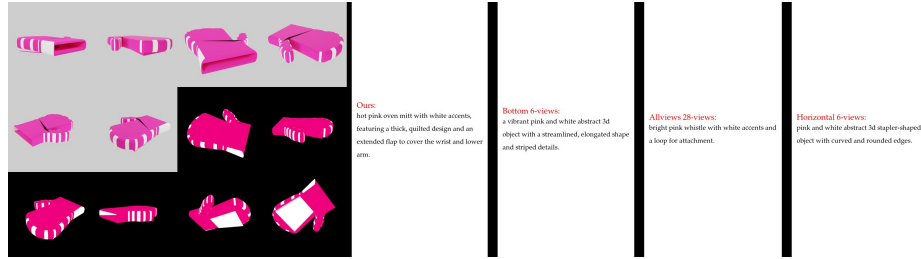 Ours:
hot pink oven mitt with white accents,
featuring a thick, quilted design and an
extended flap to cover the wrist and lower
arm.
Bottom 6-views:
a vibrant pink and white abstract 3d
object with a streamlined, elongated shape
and striped details.
Allviews 28-views:
bright pink whistle with white accents and
a loop for attachment.
Horizontal 6-views:
pink and white abstract 3d stapler-shaped
object with curved and rounded edges.